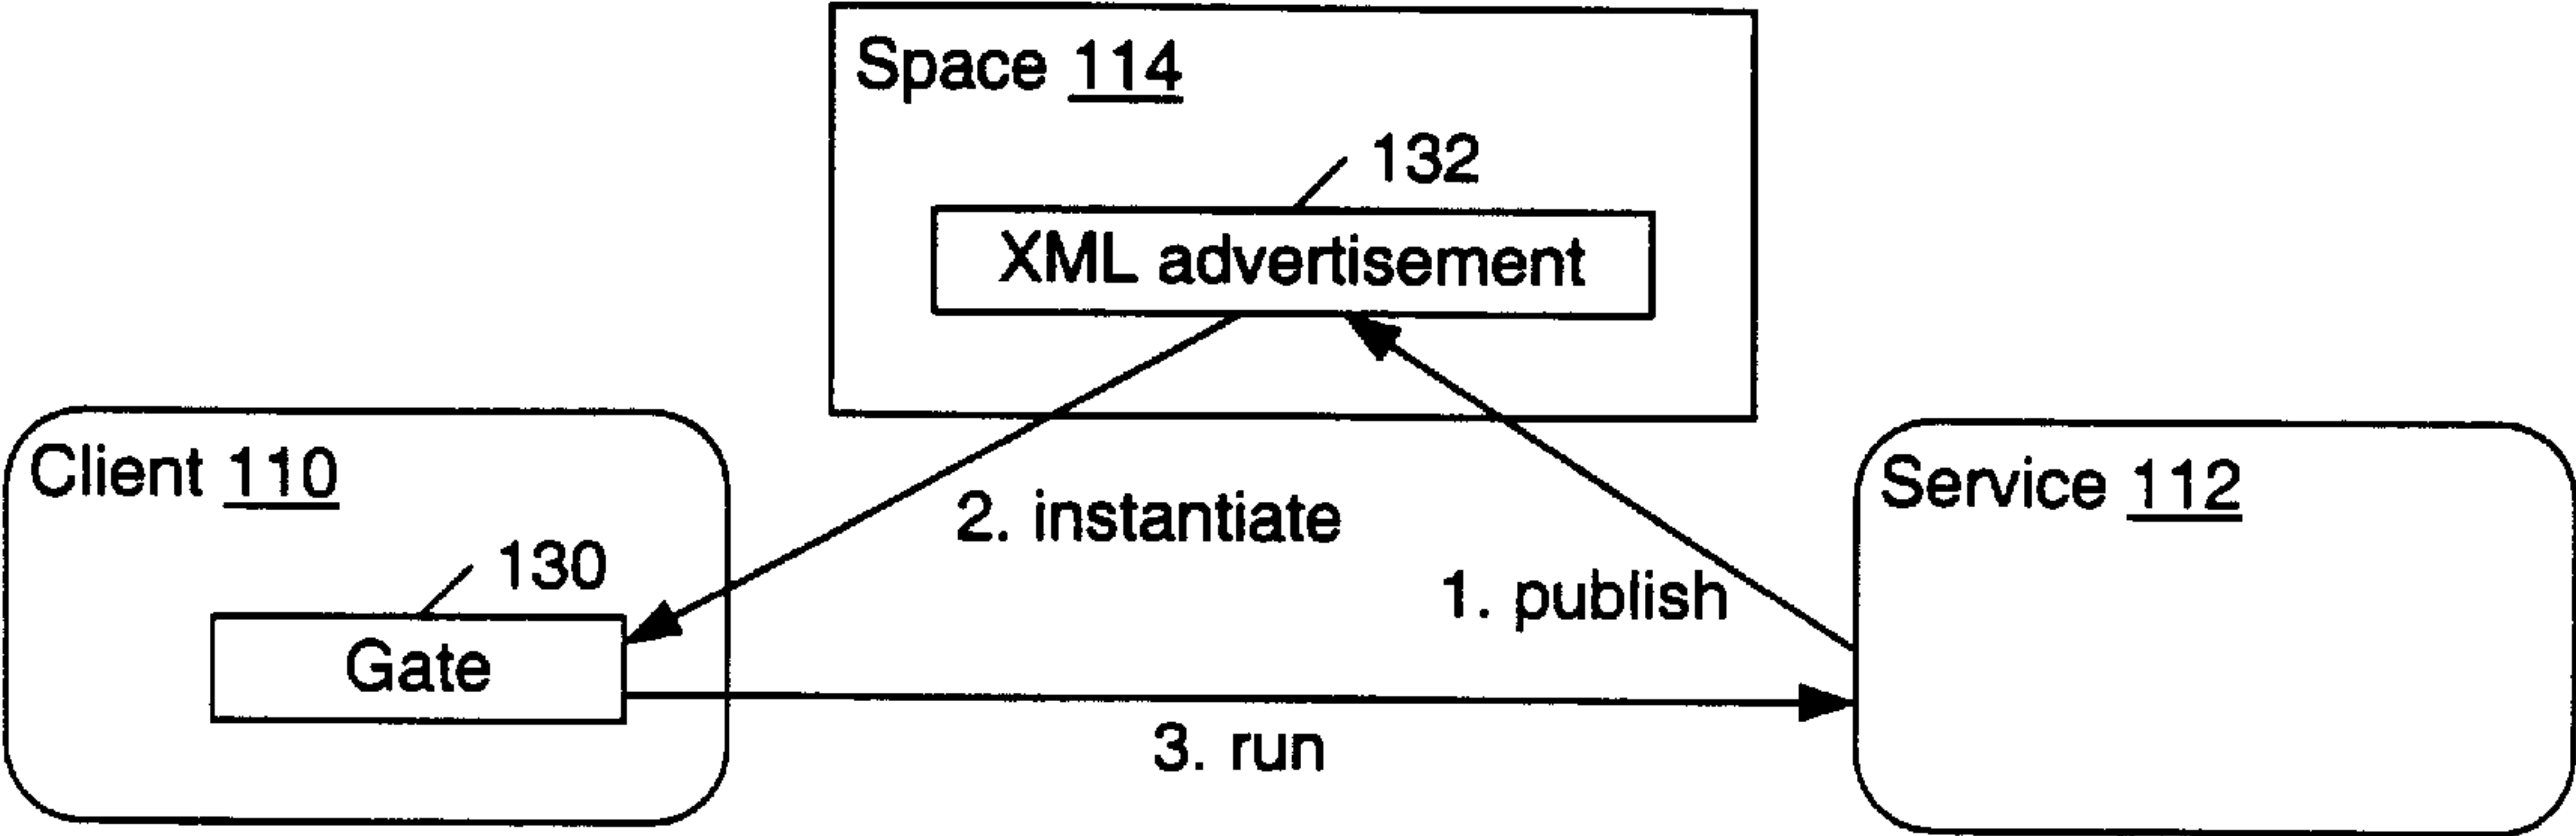 Space 114
132
XML advertisement
Client 110
2. instantiate
Service 112
130
1. publish
Gate
3. run